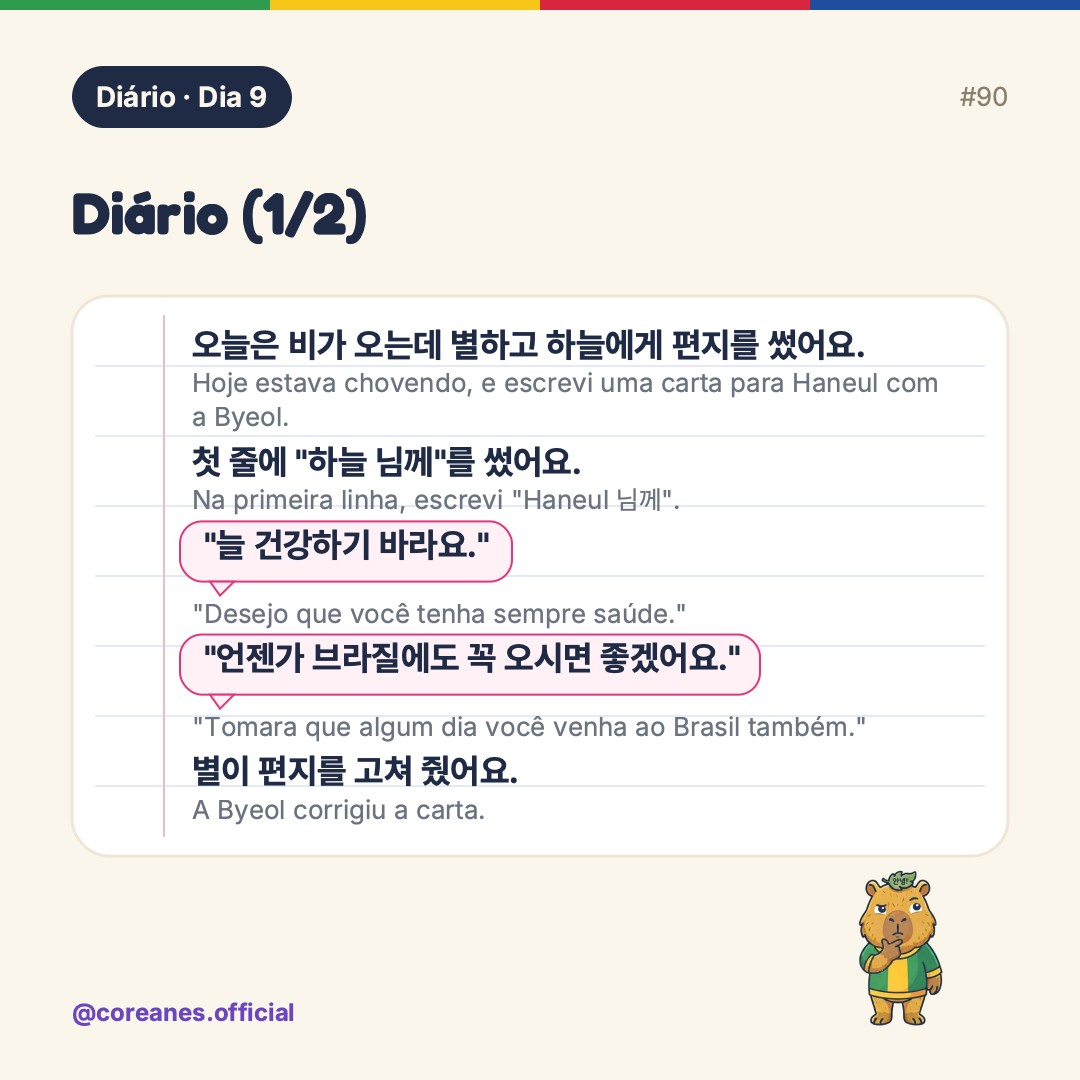 Diário · Dia 9
#90
Diário (1/2)
오늘은 비가 오는데 별하고 하늘에게 편지를 썼어요.
Hoje estava chovendo, e escrevi uma carta para Haneul com
a Byeol.
첫 줄에 "하늘 님께"를 썼어요.
Na primeira linha, escrevi "Haneul 님께".
"늘 건강하기 바라요."
"Desejo que você tenha sempre saúde."
"언젠가 브라질에도 꼭 오시면 좋겠어요."
"Tomara que algum dia você venha ao Brasil também."
별이 편지를 고쳐 줬어요.
A Byeol corrigiu a carta.
안녕!
@coreanes.official